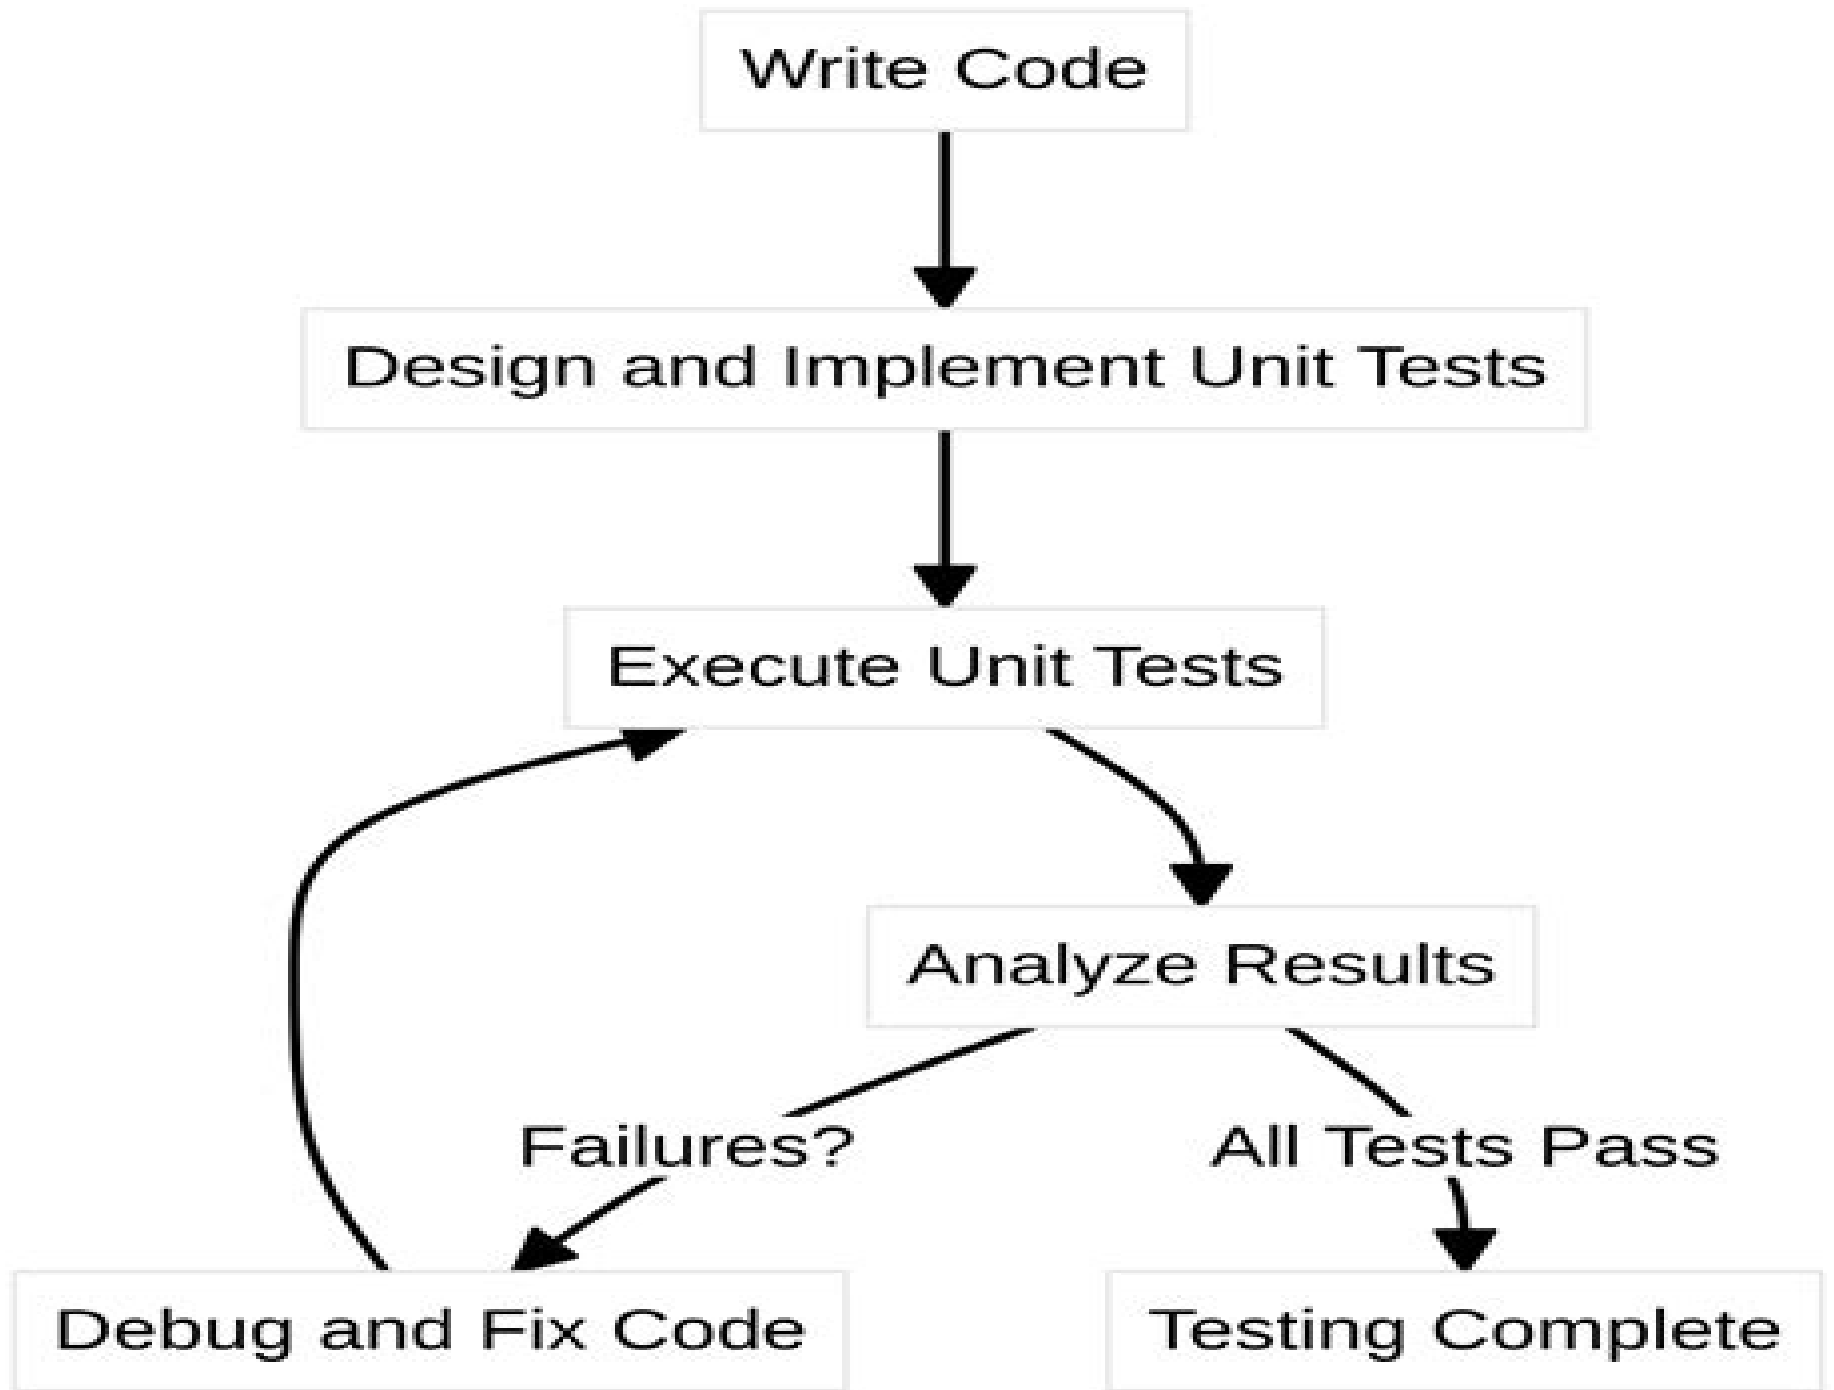 Write Code
Design and Implement Unit Tests
Execute Unit Tests
Analyze Results
Failures?
All Tests Pass
Debug and Fix Code
Testing Complete